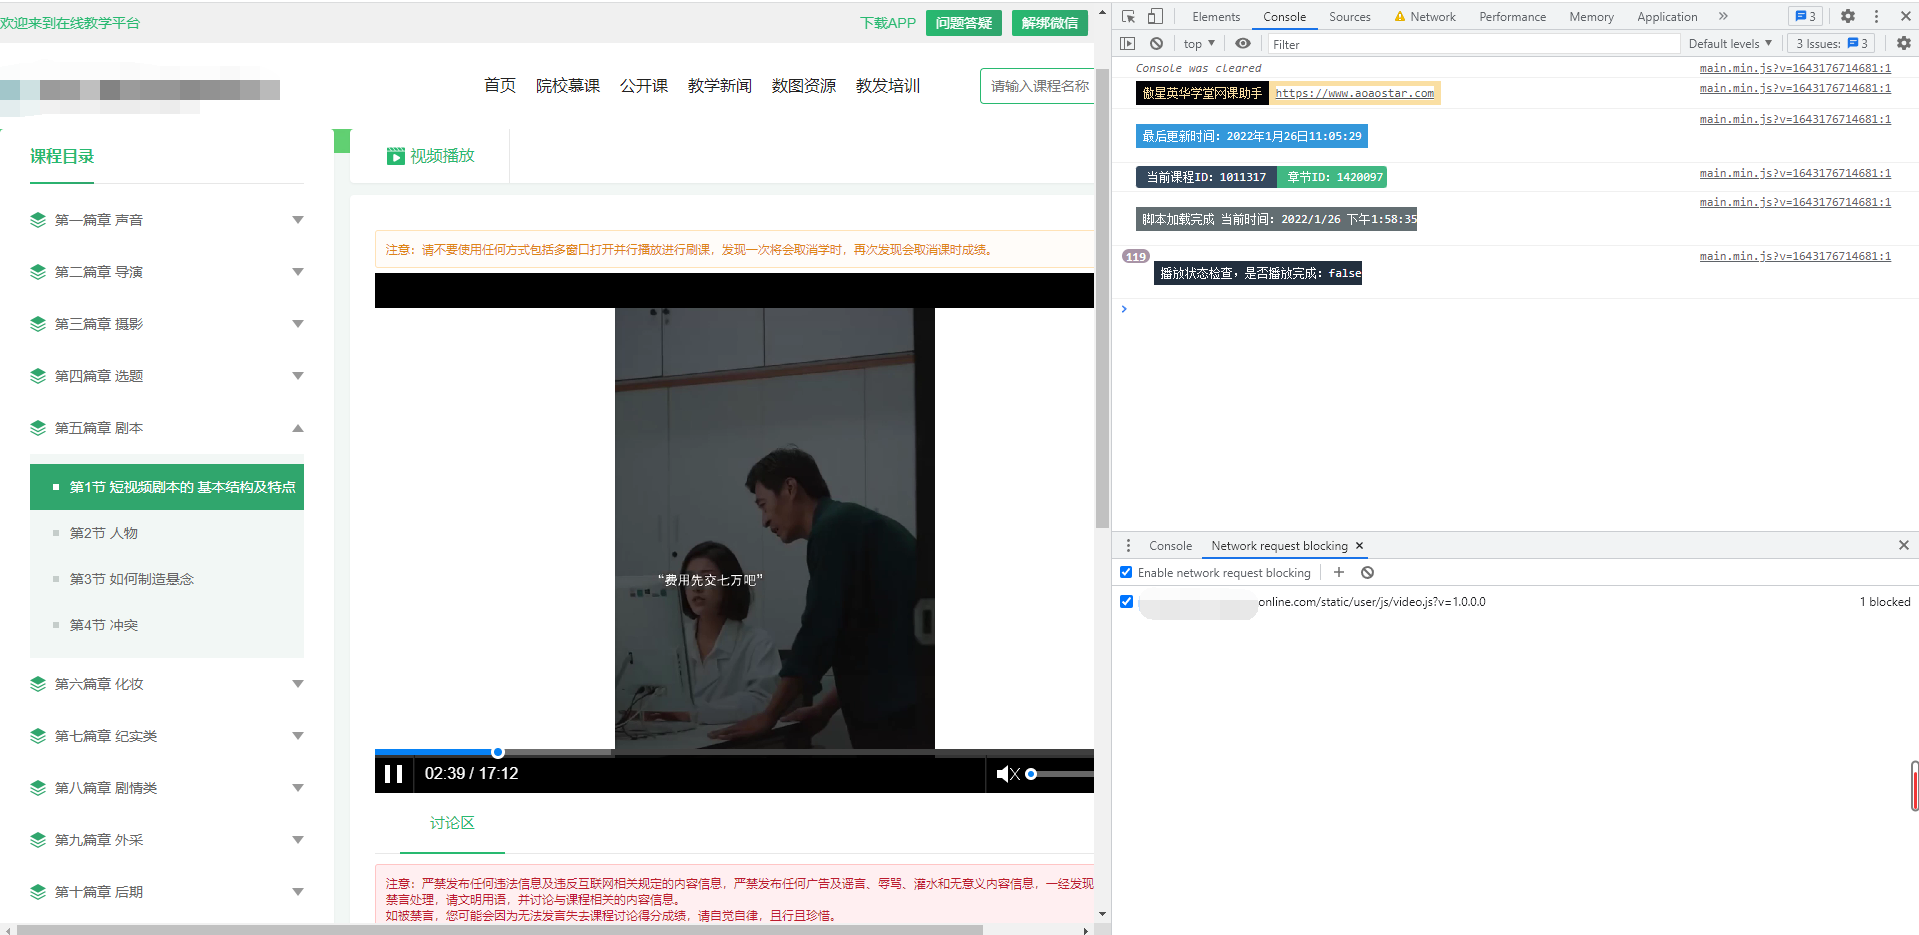 欢迎来到在线教学平台
下载APP
问题答疑
解绑微信
首页 院校慕课 公开课 教学新闻 数图资源 教发培训
请输入课程名称
课程目录
第一篇章 声音
第二篇章 导演
第三篇章 摄影
第四篇章 选题
第五篇章 剧本
第1节 短视频剧本的 基本结构及特点
第2节 人物
第3节 如何制造悬念
第4节 冲突
第六篇章 化妆
第七篇章 纪实类
第八篇章 剧情类
第九篇章 外采
第十篇章 后期
视频播放
注意：请不要使用任何方式包括多窗口打开并行播放进行刷课，发现一次将会取消学时，再次发现会取消课时成绩。
“费用先交七万吧”
02:39 / 17:12
讨论区
注意：严禁发布任何违法信息及违反互联网相关规定的内容信息，严禁发布任何广告及谣言、辱骂、灌水和无意义内容信息，一经发现
禁言处理，请文明用语，并讨论与课程相关的内容信息。
如被禁言，您可能会因为无法发言失去课程讨论得分成绩，请自觉自律，且行且珍惜。
Elements Console Sources Network Performance Memory Application » 3
top Filter Default levels 3 Issues: 3
Console was cleared main.min.js?v=1643176714681:1
傲星英华学堂网课助手 https://www.aoaostar.com main.min.js?v=1643176714681:1
最后更新时间：2022年1月26日11:05:29 main.min.js?v=1643176714681:1
当前课程ID：1011317 章节ID：1420097 main.min.js?v=1643176714681:1
脚本加载完成 当前时间：2022/1/26 下午1:58:35 main.min.js?v=1643176714681:1
119 播放状态检查，是否播放完成：false main.min.js?v=1643176714681:1
Console Network request blocking
Enable network request blocking
online.com/static/user/js/video.js?v=1.0.0.0 1 blocked